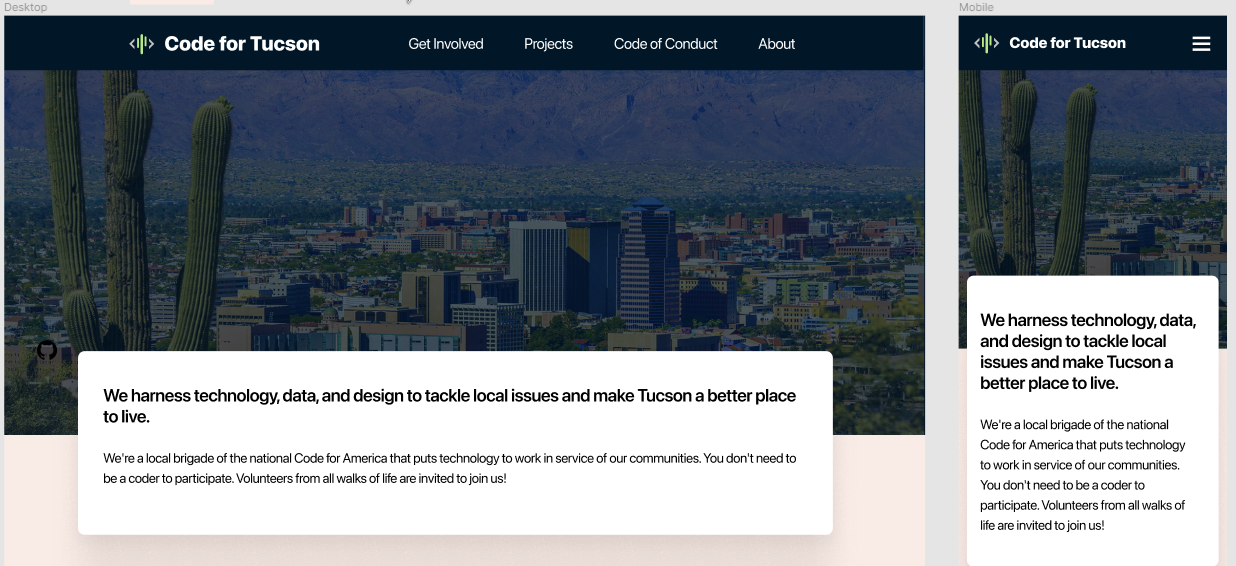 Desktop
Code for Tucson
Get Involved
Projects
Code of Conduct
About
We harness technology, data, and design to tackle local issues and make Tucson a better place
to live.
We're a local brigade of the national Code for America that puts technology to work in service of our communities. You don't need to
be a coder to participate. Volunteers from all walks of life are invited to join us!
Mobile
Code for Tucson
We harness technology, data,
and design to tackle local
issues and make Tucson a
better place to live.
We're a local brigade of the national
Code for America that puts technology
to work in service of our communities.
You don't need to be a coder to
participate. Volunteers from all walks of
life are invited to join us!